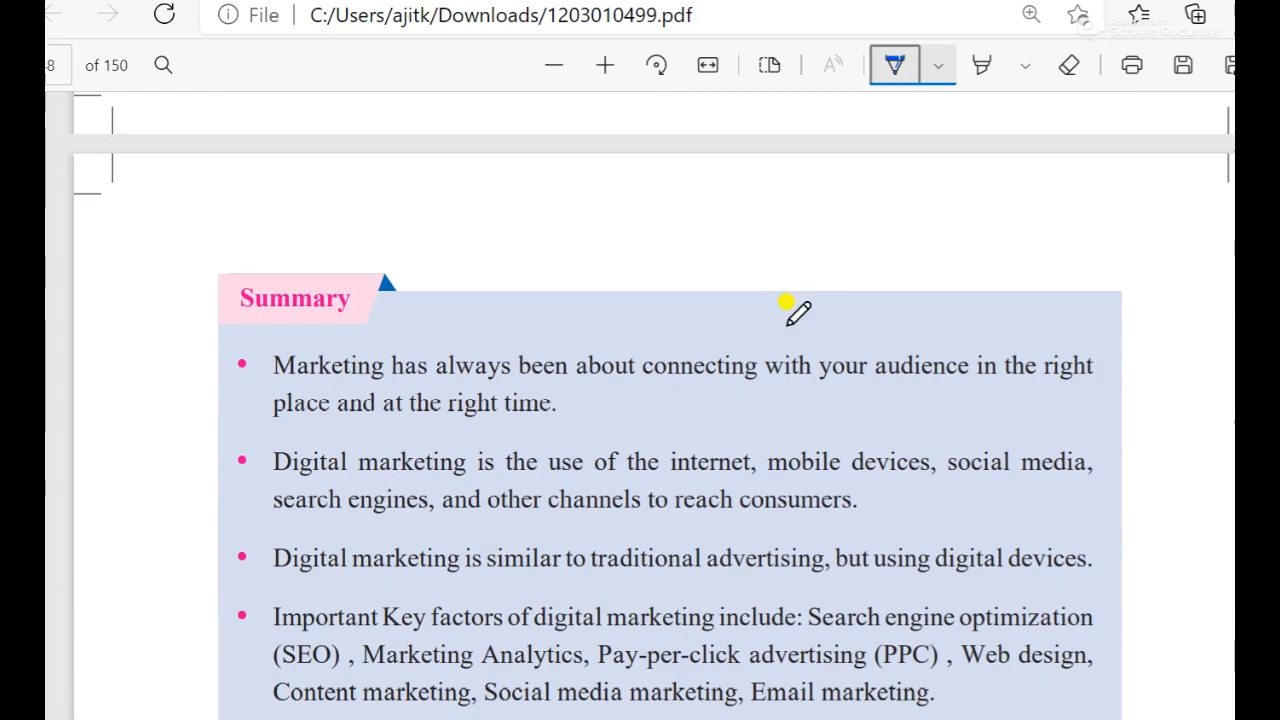 File | C:/Users/ajitk/Downloads/1203010499.pdf
Screen Recorder
of 150
Summary
• Marketing has always been about connecting with your audience in the right
place and at the right time.
• Digital marketing is the use of the internet, mobile devices, social media,
search engines, and other channels to reach consumers.
• Digital marketing is similar to traditional advertising, but using digital devices.
• Important Key factors of digital marketing include: Search engine optimization
(SEO) , Marketing Analytics, Pay-per-click advertising (PPC) , Web design,
Content marketing, Social media marketing, Email marketing.